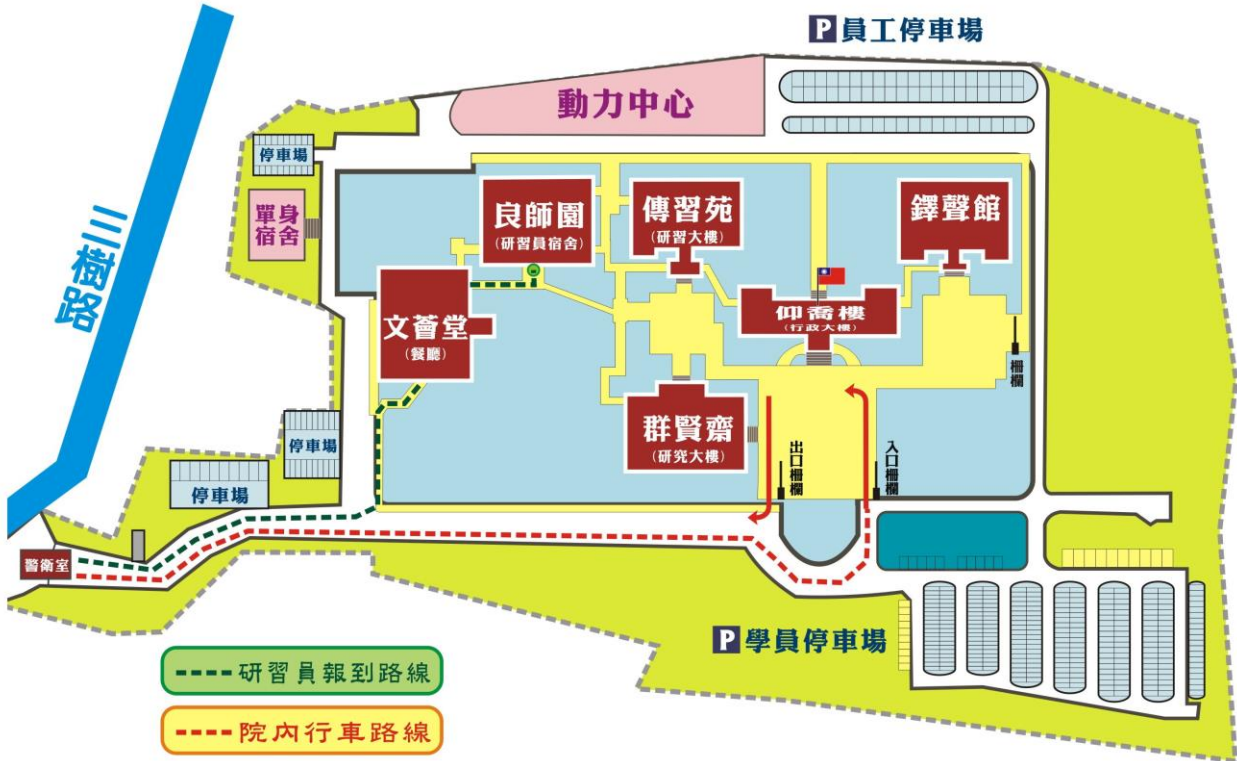 P 員工停車場
動力中心
停車場
單身
宿舍
三樹路
良師園
(研習員宿舍)
傳習苑
(研習大樓)
鐸聲館
文薈堂
(餐廳)
仰喬樓
(行政大樓)
柵欄
群賢齋
(研究大樓)
出口柵欄
入口柵欄
停車場
停車場
警衛室
P 學員停車場
研習員報到路線
院內行車路線